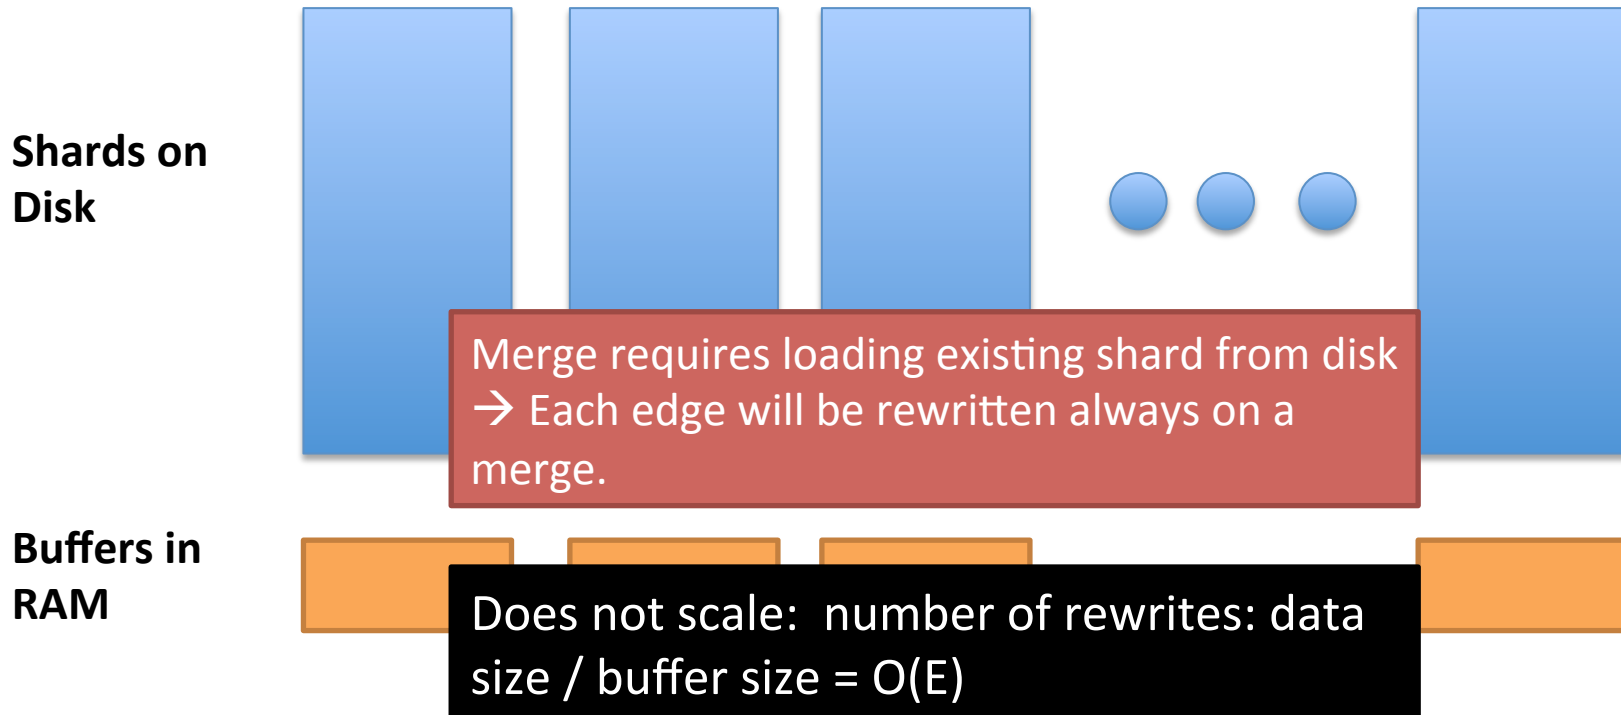 Shards on
Disk
Merge requires loading existing shard from disk
→ Each edge will be rewritten always on a
merge.
Buffers in
RAM
Does not scale:  number of rewrites: data
size / buffer size = O(E)